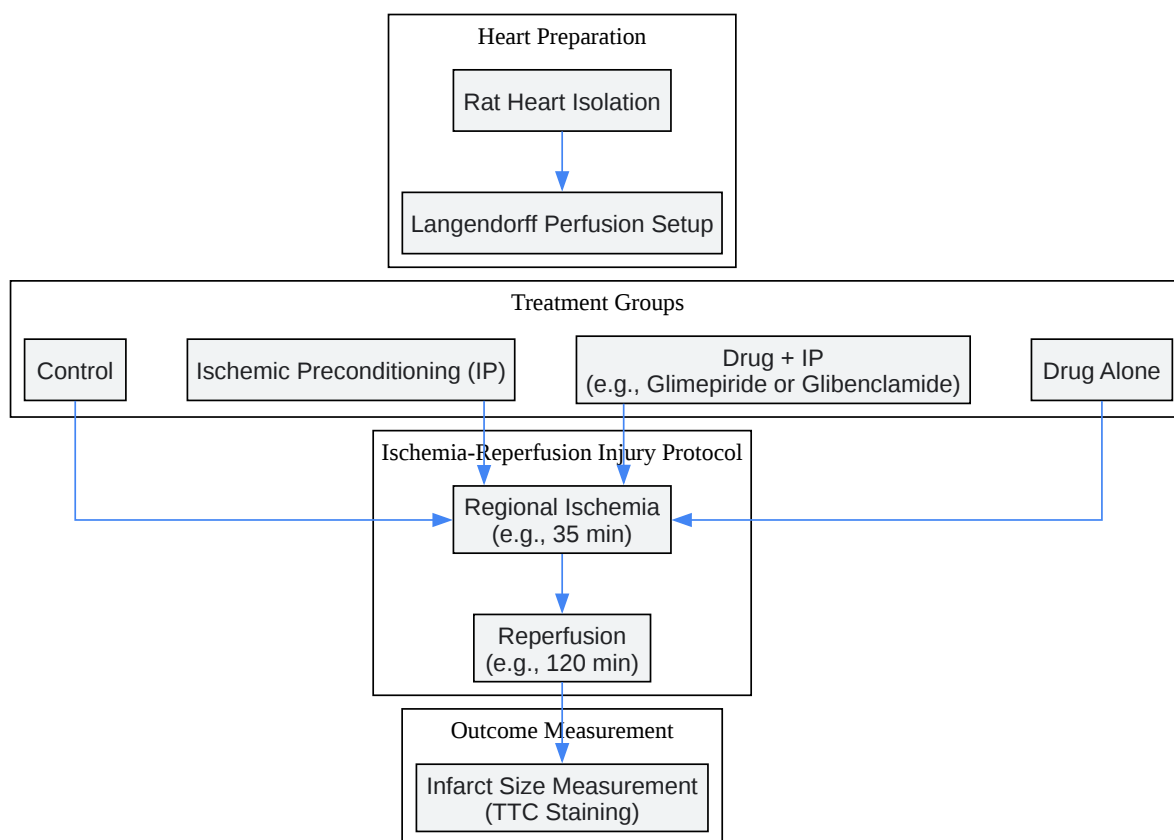 Heart Preparation
Rat Heart Isolation
Langendorff Perfusion Setup
Treatment Groups
Control
Ischemic Preconditioning (IP)
Drug + IP
(e.g., Glimepiride or Glibenclamide)
Drug Alone
Ischemia-Reperfusion Injury Protocol
Regional Ischemia
(e.g., 35 min)
Reperfusion
(e.g., 120 min)
Outcome Measurement
Infarct Size Measurement
(TTC Staining)